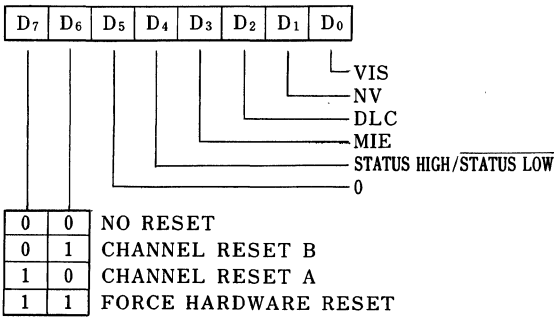 D7 D6 D5 D4 D3 D2 D1 D0
VIS
NV
DLC
MIE
STATUS HIGH/STATUS LOW
0
0 0 NO RESET
0 1 CHANNEL RESET B
1 0 CHANNEL RESET A
1 1 FORCE HARDWARE RESET